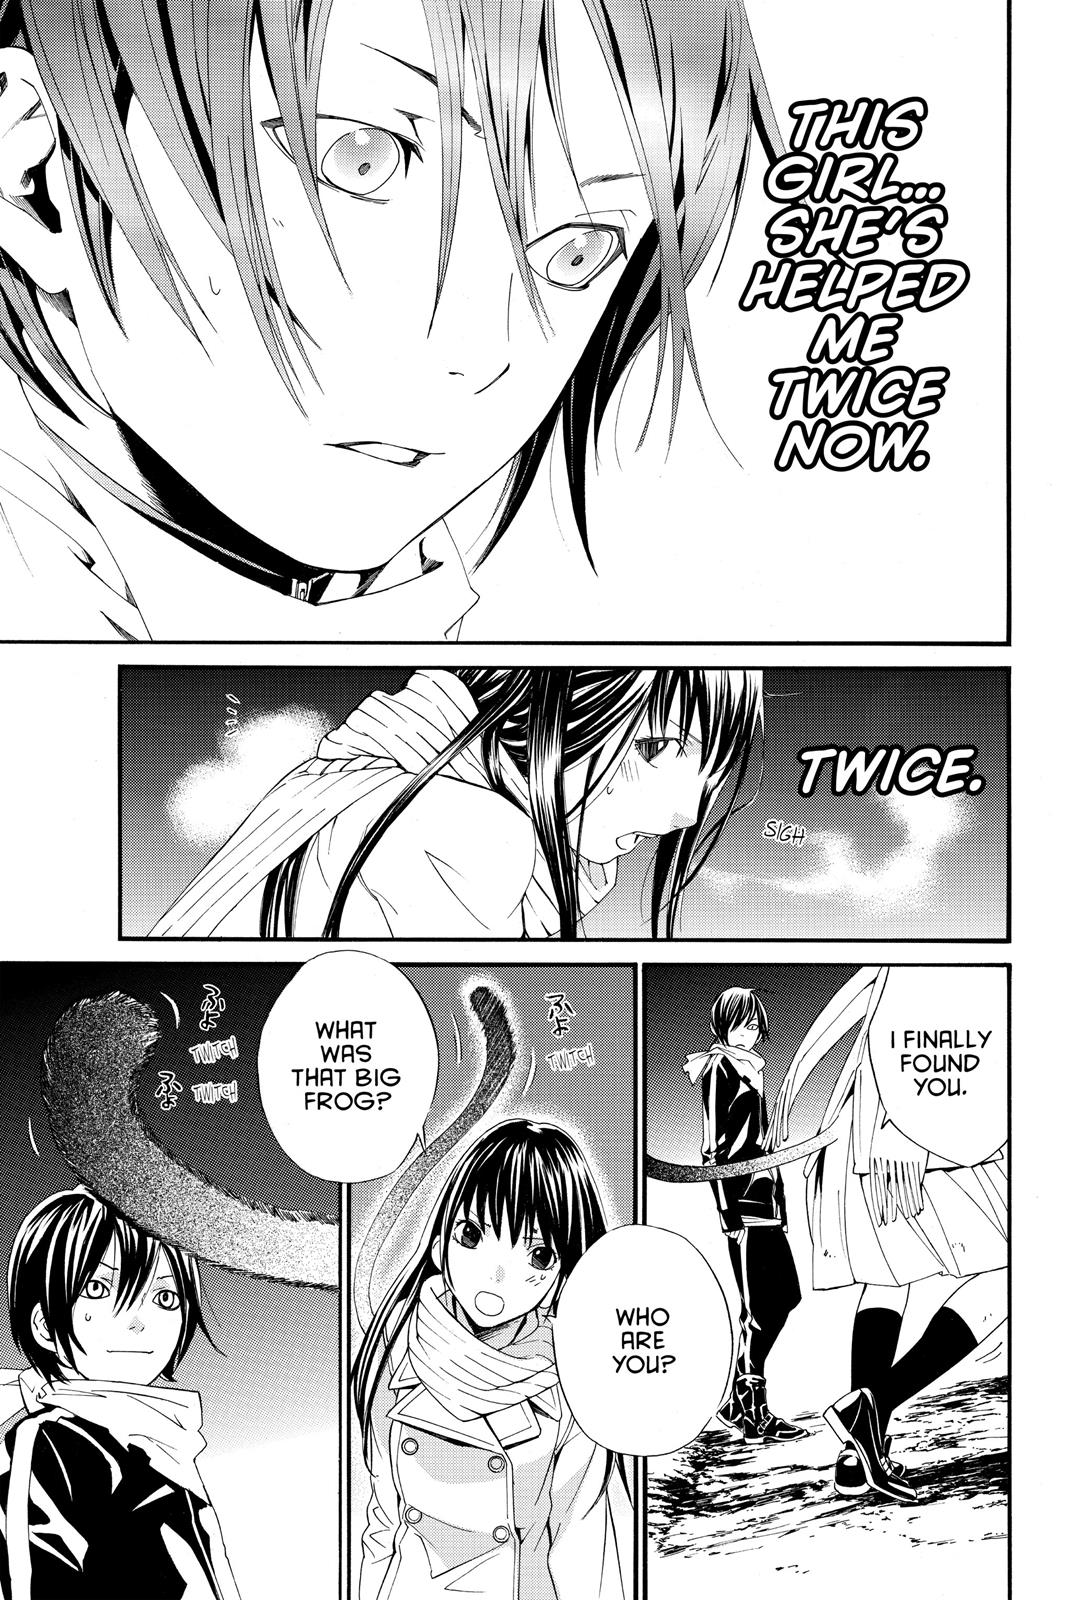 THIS
GIRL...
SHE'S
HELPED
ME
TWICE
NOW.
TWICE.
SIGH
I FINALLY
FOUND
YOU.
ふよ
TWITCH
WHO
ARE
YOU?
WHAT
WAS
THAT BIG
FROG?
ふよ
TWITCH
ふよ
TWITCH